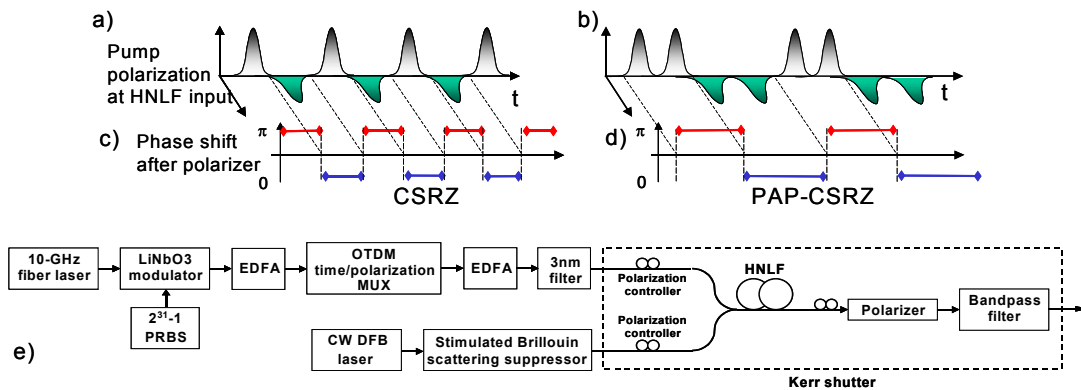 a)
Pump
polarization
at HNLF input
t
b)
t
c)
Phase shift
after polarizer
π
0
CSRZ
d)
π
0
PAP-CSRZ
e)
10-GHz
fiber laser
LiNbO3
modulator
2³¹-1
PRBS
EDFA
OTDM
time/polarization
MUX
EDFA
3nm
filter
Polarization
controller
CW DFB
laser
Stimulated Brillouin
scattering suppressor
Polarization
controller
HNLF
Polarizer
Bandpass
filter
Kerr shutter